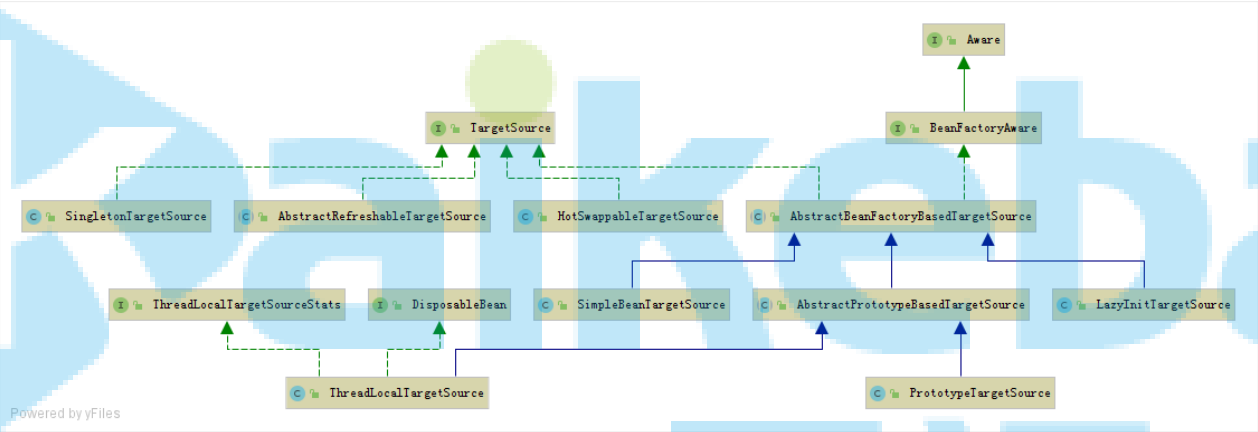 Aware
TargetSource
BeanFactoryAware
SingletonTargetSource
AbstractRefreshableTargetSource
HotSwappableTargetSource
AbstractBeanFactoryBasedTargetSource
ThreadLocalTargetSourceStats
DisposableBean
SimpleBeanTargetSource
AbstractPrototypeBasedTargetSource
LazyInitTargetSource
ThreadLocalTargetSource
PrototypeTargetSource
Powered by yFiles